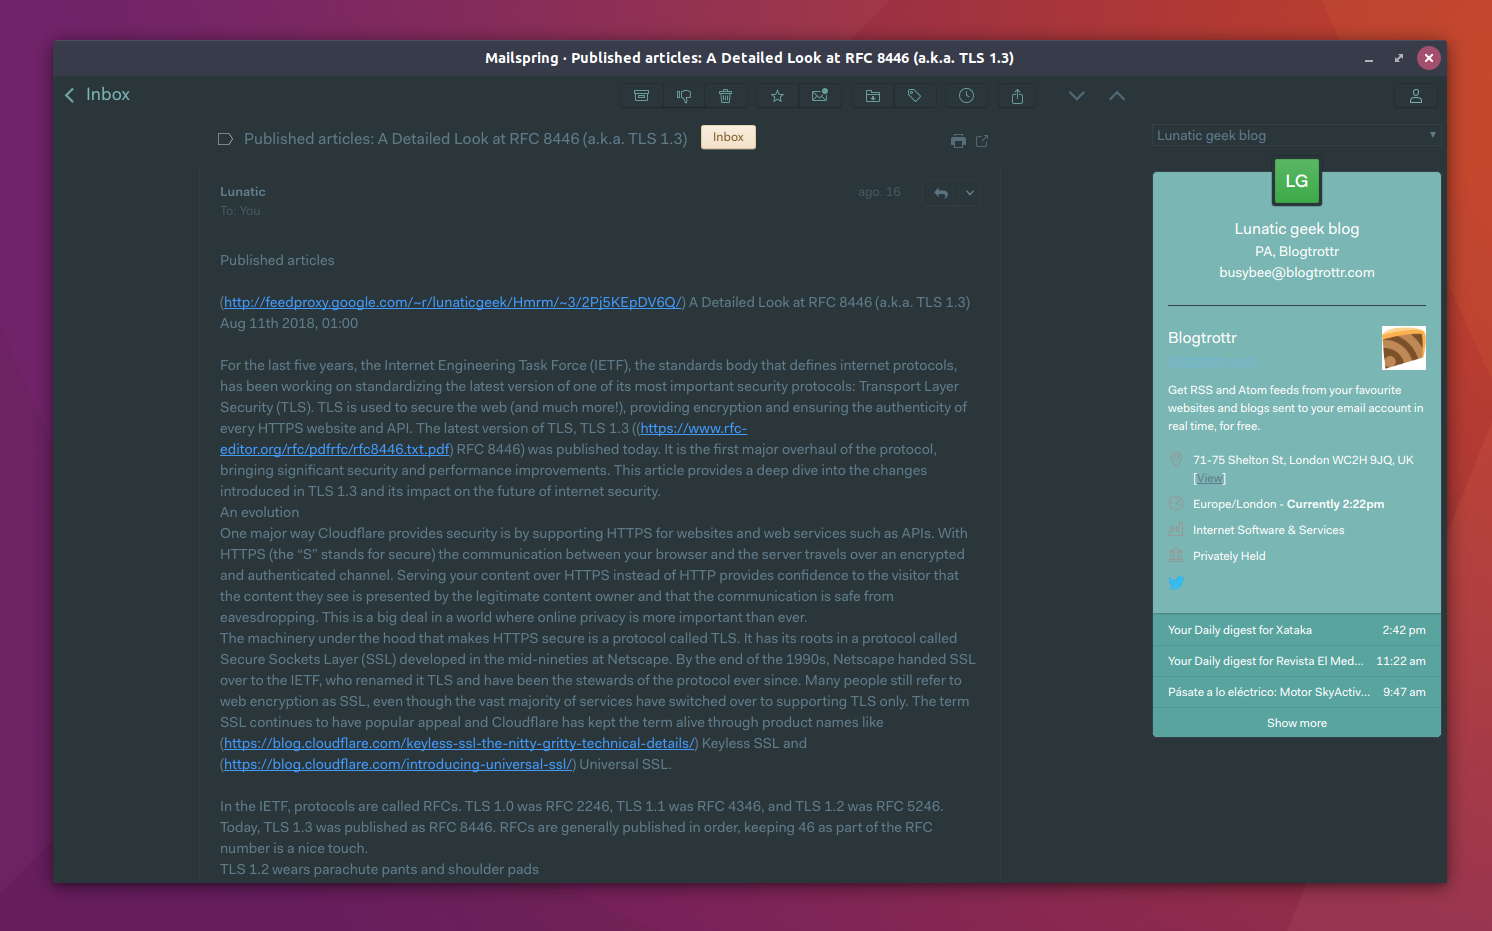 Mailspring · Published articles: A Detailed Look at RFC 8446 (a.k.a. TLS 1.3)
Inbox
Published articles: A Detailed Look at RFC 8446 (a.k.a. TLS 1.3)
Inbox
Lunatic
ago. 16
To: You
Published articles
(http://feedproxy.google.com/~r/lunaticgeek/Hmrm/~3/2Pj5KEpDV6Q/) A Detailed Look at RFC 8446 (a.k.a. TLS 1.3)
Aug 11th 2018, 01:00
For the last five years, the Internet Engineering Task Force (IETF), the standards body that defines internet protocols,
has been working on standardizing the latest version of one of its most important security protocols: Transport Layer
Security (TLS). TLS is used to secure the web (and much more!), providing encryption and ensuring the authenticity of
every HTTPS website and API. The latest version of TLS, TLS 1.3 ((https://www.rfc-
editor.org/rfc/pdfrfc/rfc8446.txt.pdf) RFC 8446) was published today. It is the first major overhaul of the protocol,
bringing significant security and performance improvements. This article provides a deep dive into the changes
introduced in TLS 1.3 and its impact on the future of internet security.
An evolution
One major way Cloudflare provides security is by supporting HTTPS for websites and web services such as APIs. With
HTTPS (the “S” stands for secure) the communication between your browser and the server travels over an encrypted
and authenticated channel. Serving your content over HTTPS instead of HTTP provides confidence to the visitor that
the content they see is presented by the legitimate content owner and that the communication is safe from
eavesdropping. This is a big deal in a world where online privacy is more important than ever.
The machinery under the hood that makes HTTPS secure is a protocol called TLS. It has its roots in a protocol called
Secure Sockets Layer (SSL) developed in the mid-nineties at Netscape. By the end of the 1990s, Netscape handed SSL
over to the IETF, who renamed it TLS and have been the stewards of the protocol ever since. Many people still refer to
web encryption as SSL, even though the vast majority of services have switched over to supporting TLS only. The term
SSL continues to have popular appeal and Cloudflare has kept the term alive through product names like
(https://blog.cloudflare.com/keyless-ssl-the-nitty-gritty-technical-details/) Keyless SSL and
(https://blog.cloudflare.com/introducing-universal-ssl/) Universal SSL.
In the IETF, protocols are called RFCs. TLS 1.0 was RFC 2246, TLS 1.1 was RFC 4346, and TLS 1.2 was RFC 5246.
Today, TLS 1.3 was published as RFC 8446. RFCs are generally published in order, keeping 46 as part of the RFC
number is a nice touch.
TLS 1.2 wears parachute pants and shoulder pads
Lunatic geek blog
LG
Lunatic geek blog
PA, Blogtrottr
busybee@blogtrottr.com
Blogtrottr
Get RSS and Atom feeds from your favourite
websites and blogs sent to your email account in
real time, for free.
71-75 Shelton St, London WC2H 9JQ, UK
[View]
Europe/London - Currently 2:22pm
Internet Software & Services
Privately Held
Your Daily digest for Xataka 2:42 pm
Your Daily digest for Revista El Med... 11:22 am
Pásate a lo eléctrico: Motor SkyActiv... 9:47 am
Show more